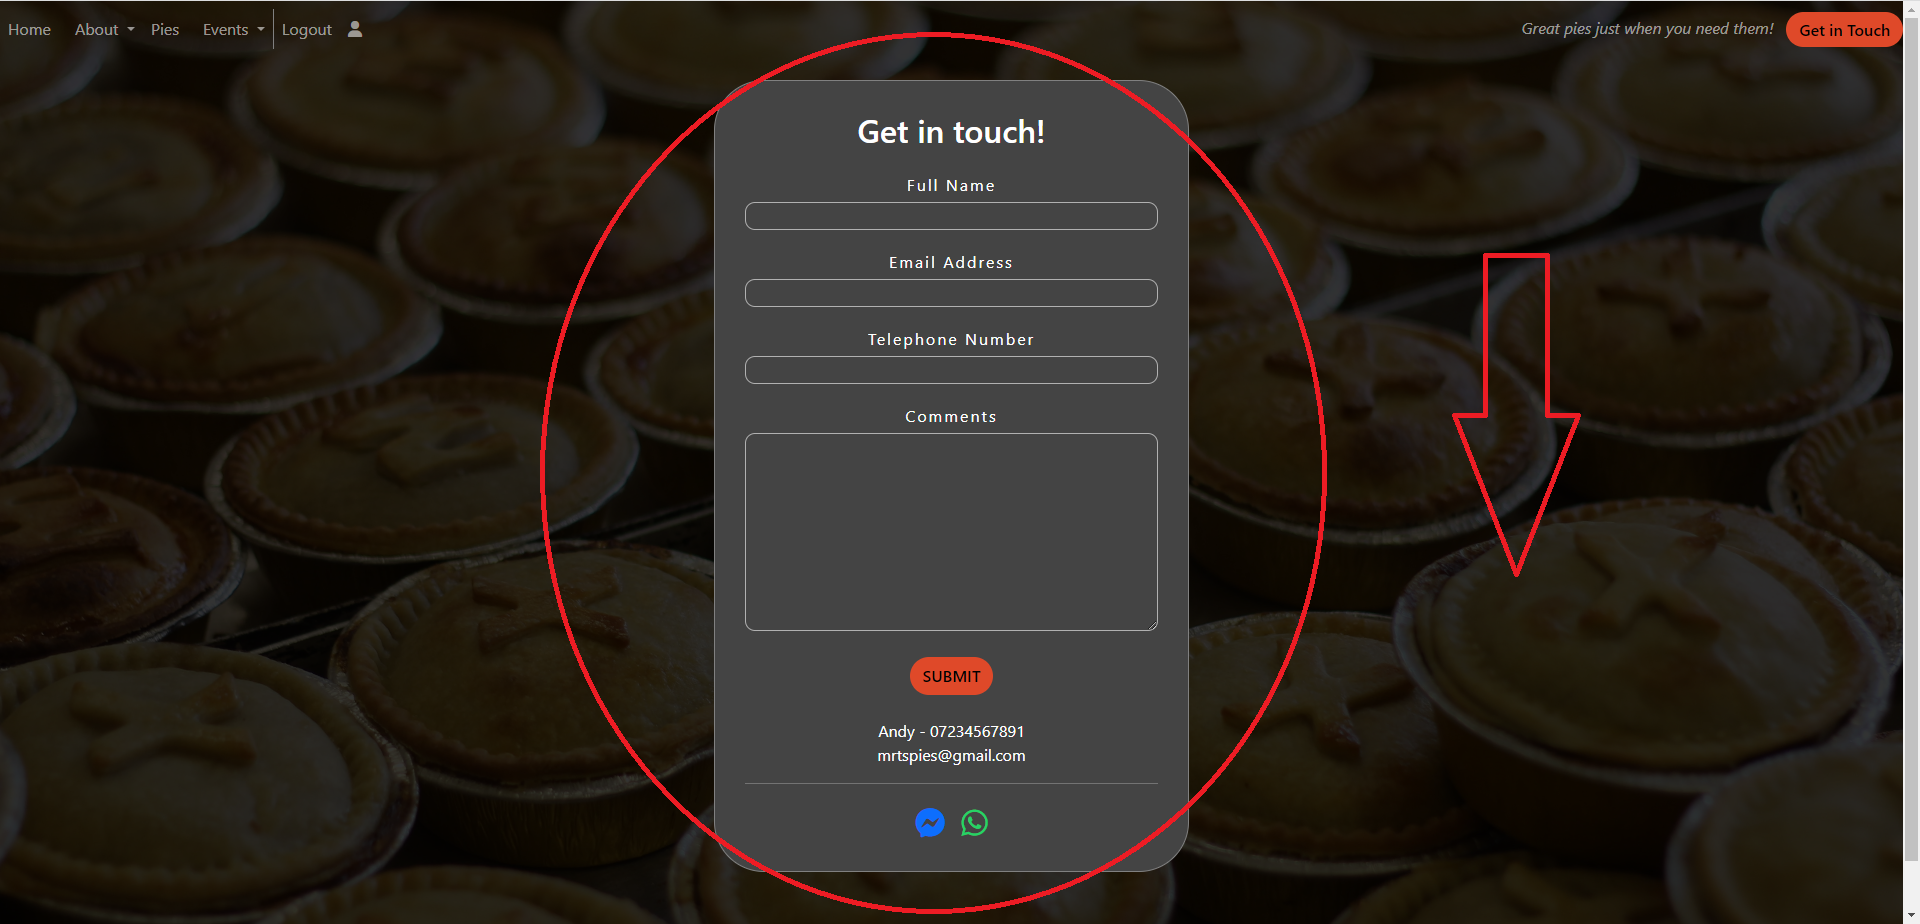 Home About Pies Events Logout Great pies just when you need them! Get in Touch
Get in touch!
Full Name
Email Address
Telephone Number
Comments
SUBMIT
Andy - 07234567891
mrtspies@gmail.com